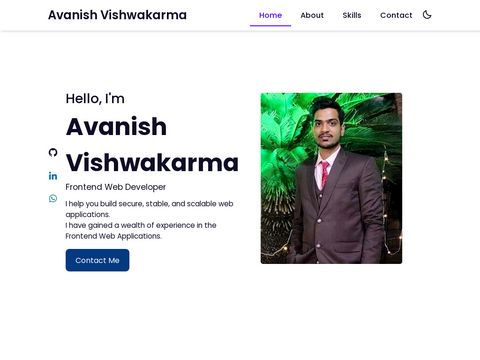 Avanish Vishwakarma
Home
About
Skills
Contact
Hello, I'm
Avanish
Vishwakarma
Frontend Web Developer
I help you build secure, stable, and scalable web
applications.
I have gained a wealth of experience in the
Frontend Web Applications.
Contact Me